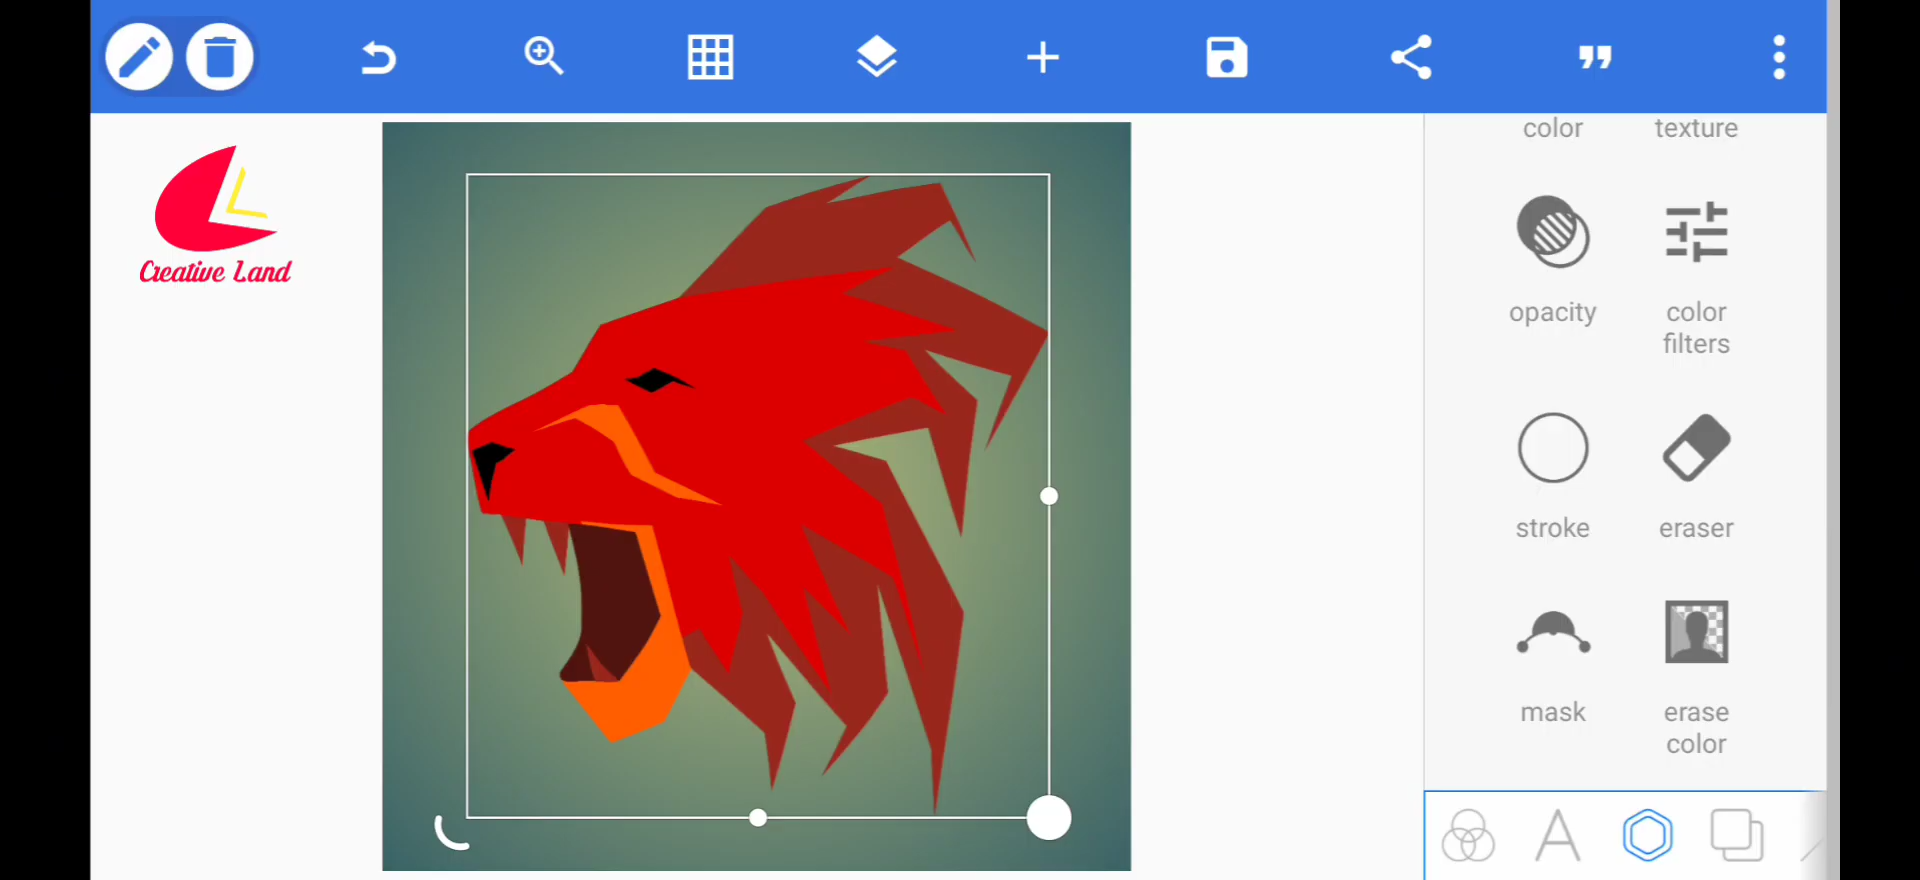 color texture
Creative Land
opacity color
filters
stroke eraser
mask erase
color